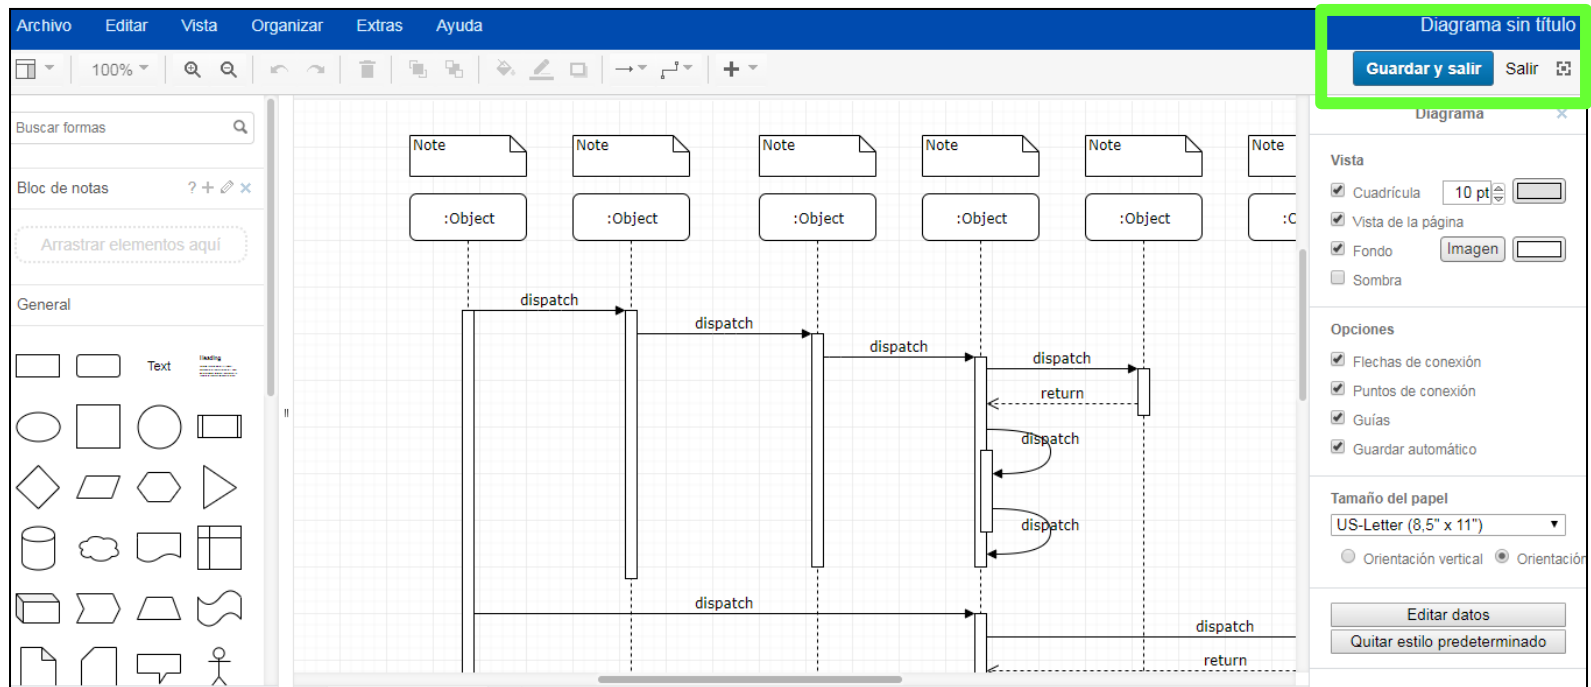 Archivo Editar Vista Organizar Extras Ayuda
Diagrama sin título
100%
Guardar y salir Salir
Buscar formas
Bloc de notas
Arrastrar elementos aquí
General
Text
Heading
Note Note Note Note Note Note
:Object :Object :Object :Object :Object
dispatch
dispatch
dispatch
dispatch
return
dispatch
dispatch
dispatch
dispatch
return
Diagrama
Vista
Cuadrícula 10 pt
Vista de la página
Fondo Imagen
Sombra
Opciones
Flechas de conexión
Puntos de conexión
Guías
Guardar automático
Tamaño del papel
US-Letter (8,5" x 11")
Orientación vertical Orientación
Editar datos
Quitar estilo predeterminado